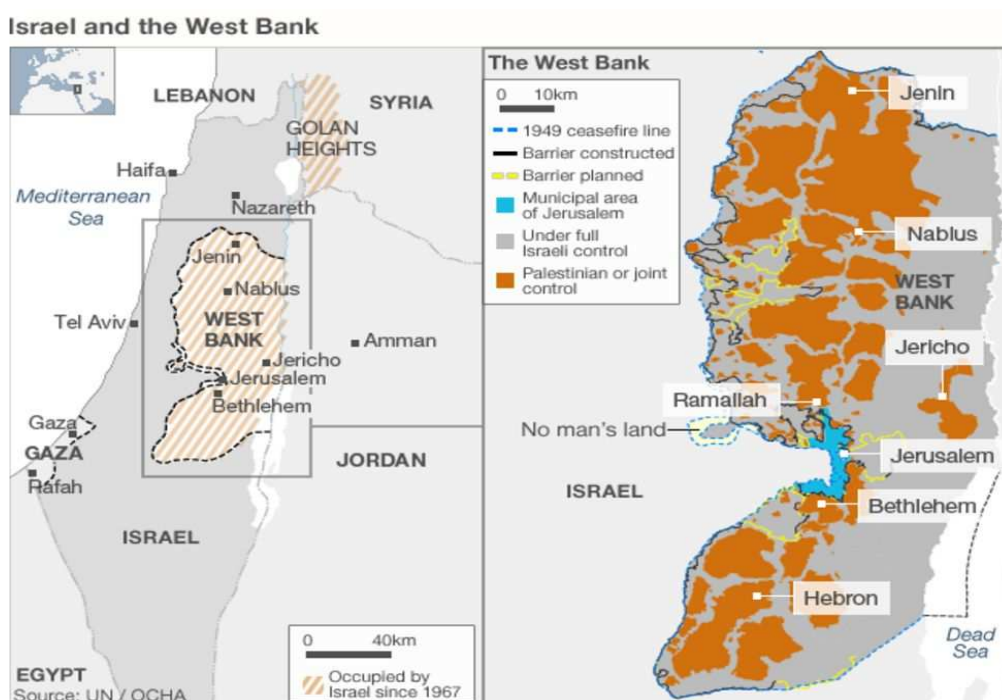 Israel and the West Bank
LEBANON
SYRIA
GOLAN
HEIGHTS
Haifa
Mediterranean
Sea
Nazareth
Jenin
Nablus
WEST
BANK
Tel Aviv
Amman
Jericho
Jerusalem
Bethlehem
Gaza
GAZA
Rafah
JORDAN
ISRAEL
EGYPT
Source: UN / OCHA
0 40km
Occupied by
Israel since 1967
The West Bank
0 10km
1949 ceasefire line
Barrier constructed
Barrier planned
Municipal area
of Jerusalem
Under full
Israeli control
Palestinian or joint
control
Jenin
Nablus
WEST
BANK
Jericho
Ramallah
No man's land
Jerusalem
ISRAEL
Bethlehem
Hebron
Dead
Sea